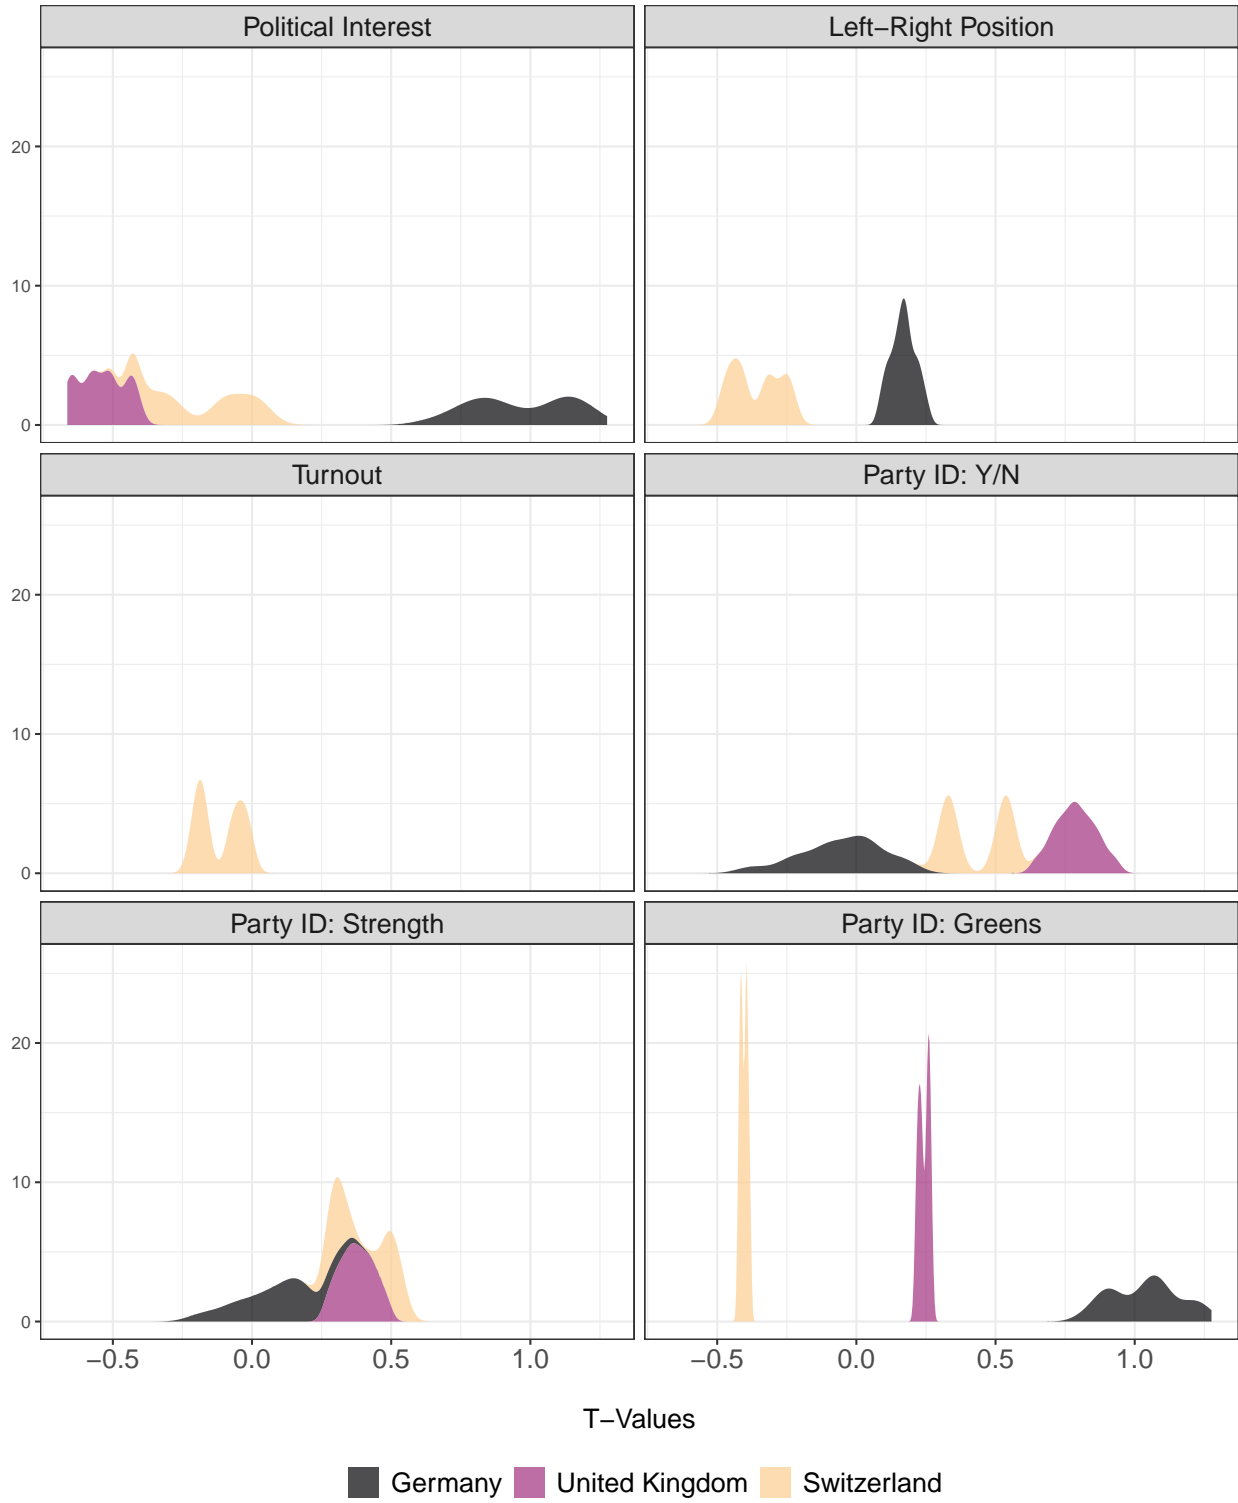 Political Interest
Left−Right Position
20
10
0
Turnout
Party ID: Y/N
20
10
0
Party ID: Strength
Party ID: Greens
20
10
0
−0.5 0.0 0.5 1.0 −0.5 0.0 0.5 1.0
T−Values
Germany United Kingdom Switzerland